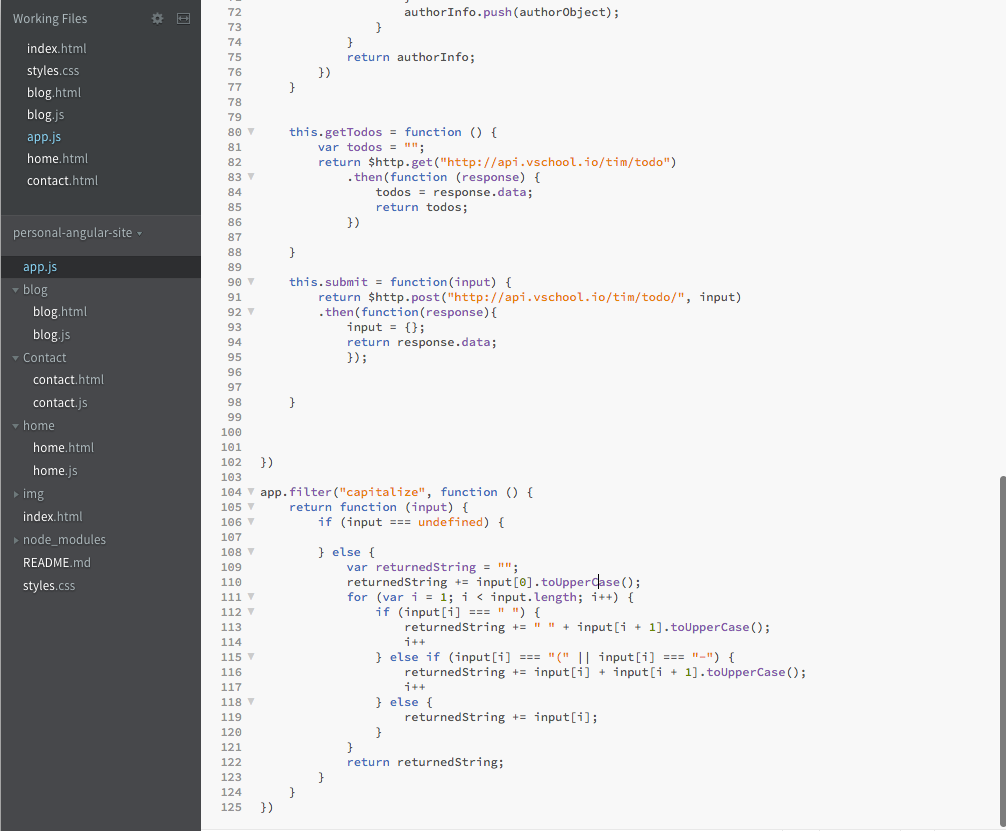 Working Files
index.html
styles.css
blog.html
blog.js
app.js
home.html
contact.html
personal-angular-site
app.js
blog
blog.html
blog.js
Contact
contact.html
contact.js
home
home.html
home.js
img
index.html
node_modules
README.md
styles.css
72                     authorInfo.push(authorObject);
73                 }
74             }
75             return authorInfo;
76         })
77     }
78
79
80     this.getTodos = function () {
81         var todos = "";
82         return $http.get("http://api.vschool.io/tim/todo")
83             .then(function (response) {
84                 todos = response.data;
85                 return todos;
86             })
87
88     }
89
90     this.submit = function(input) {
91         return $http.post("http://api.vschool.io/tim/todo/", input)
92         .then(function(response){
93             input = {};
94             return response.data;
95             });
96
97
98     }
99
100
101
102 })
103
104 app.filter("capitalize", function () {
105     return function (input) {
106         if (input === undefined) {
107
108         } else {
109             var returnedString = "";
110             returnedString += input[0].toUpperCase();
111             for (var i = 1; i < input.length; i++) {
112                 if (input[i] === " ") {
113                     returnedString += " " + input[i + 1].toUpperCase();
114                     i++
115                 } else if (input[i] === "(" || input[i] === "-") {
116                     returnedString += input[i] + input[i + 1].toUpperCase();
117                     i++
118                 } else {
119                     returnedString += input[i];
120                 }
121             }
122             return returnedString;
123         }
124     }
125 })